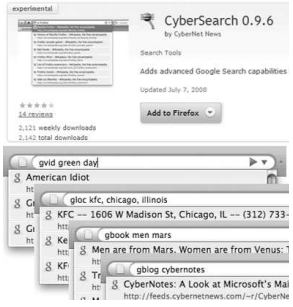 experimental
CyberSearch 0.9.6
by CyberNet News
Search Tools
Adds advanced Google Search capabilities
Updated July 7, 2008
14 reviews
2,121 weekly downloads
2,142 total downloads
Add to Firefox
gvid green day
American Idiot
gloc kfc, chicago, illinois
KFC -- 1606 W Madison St, Chicago, IL -- (312) 733-
gbook men mars
Men are from Mars. Women are from Venus: T
gblog cybernotes
CyberNotes: A Look at Microsoft's Mai
http://feeds.cybernetnews.com/~r/CyberNe